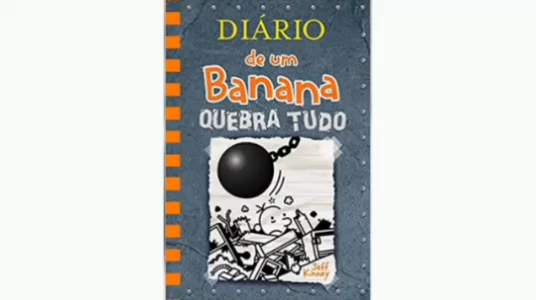 DIÁRIO
de um
Banana
QUEBRA TUDO
Jeff
Kinney